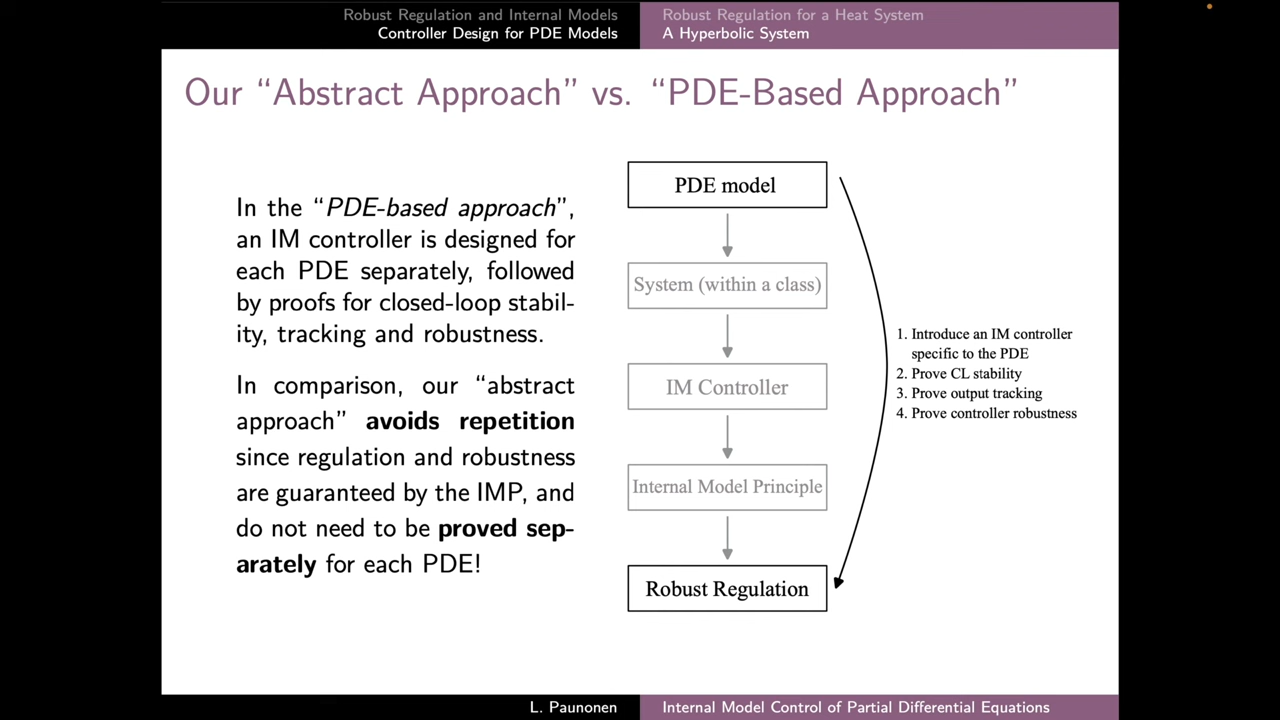 Robust Regulation and Internal Models
Controller Design for PDE Models
Robust Regulation for a Heat System
A Hyperbolic System
Our “Abstract Approach” vs. “PDE-Based Approach”
In the “PDE-based approach”,
an IM controller is designed for
each PDE separately, followed
by proofs for closed-loop stabil-
ity, tracking and robustness.
In comparison, our “abstract
approach” avoids repetition
since regulation and robustness
are guaranteed by the IMP, and
do not need to be proved sep-
arately for each PDE!
PDE model
System (within a class)
IM Controller
Internal Model Principle
Robust Regulation
1. Introduce an IM controller
specific to the PDE
2. Prove CL stability
3. Prove output tracking
4. Prove controller robustness
L. Paunonen
Internal Model Control of Partial Differential Equations